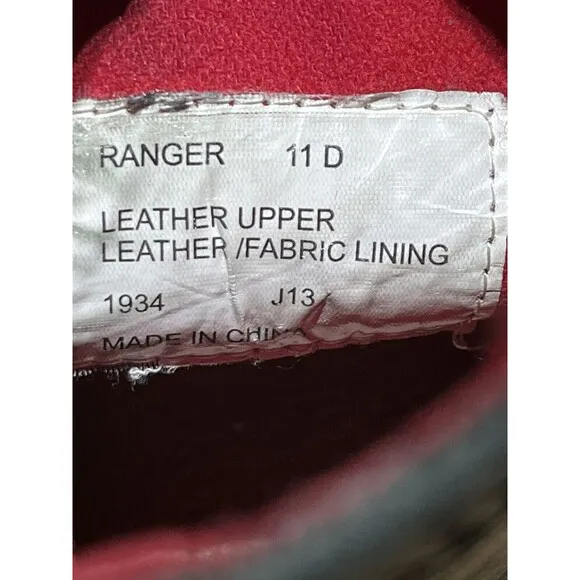 RANGER 11 D
LEATHER UPPER
LEATHER /FABRIC LINING
1934 J13
MADE IN CHINA